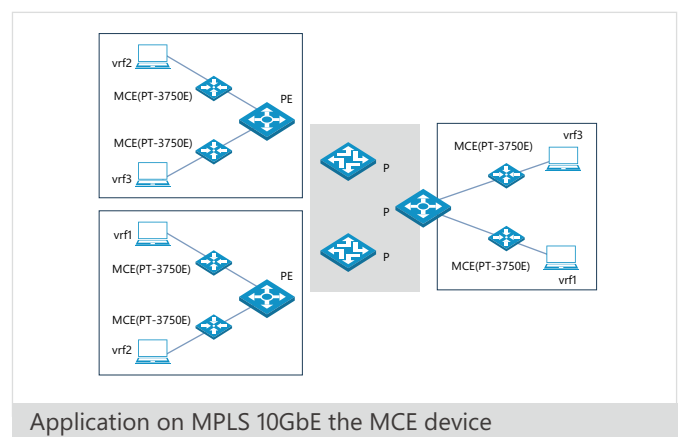 vrf2
MCE(PT-3750E)
PE
MCE(PT-3750E)
vrf3
vrf1
MCE(PT-3750E)
PE
MCE(PT-3750E)
vrf2
P
P
P
vrf3
MCE(PT-3750E)
MCE(PT-3750E)
vrf1
Application on MPLS 10GbE the MCE device